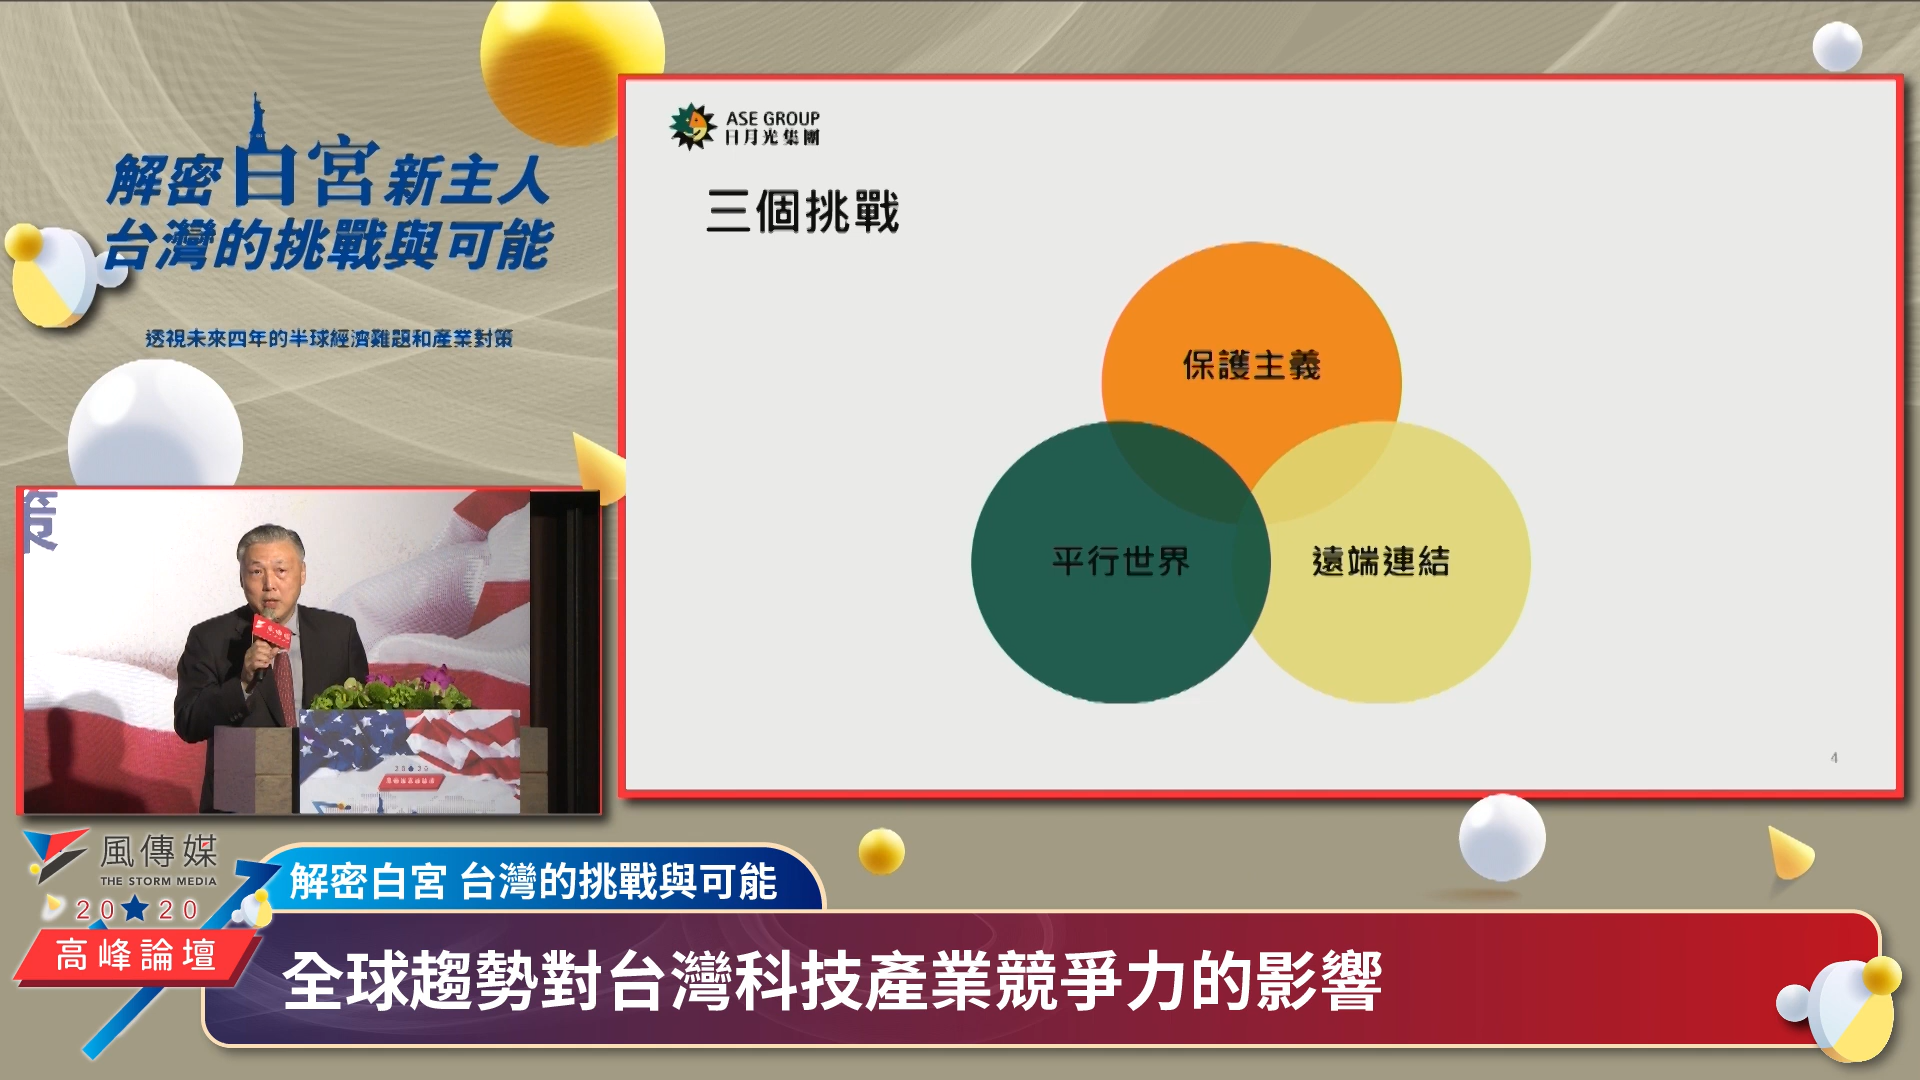 解密白宮新主人
台灣的挑戰與可能
透視未來四年的半球經濟難題和產業對策
ASE GROUP
日月光集團
三個挑戰
保護主義
平行世界
遠端連結
4
策
風傳媒
THE STORM MEDIA
20★20
高峰論壇
解密白宮 台灣的挑戰與可能
全球趨勢對台灣科技產業競爭力的影響